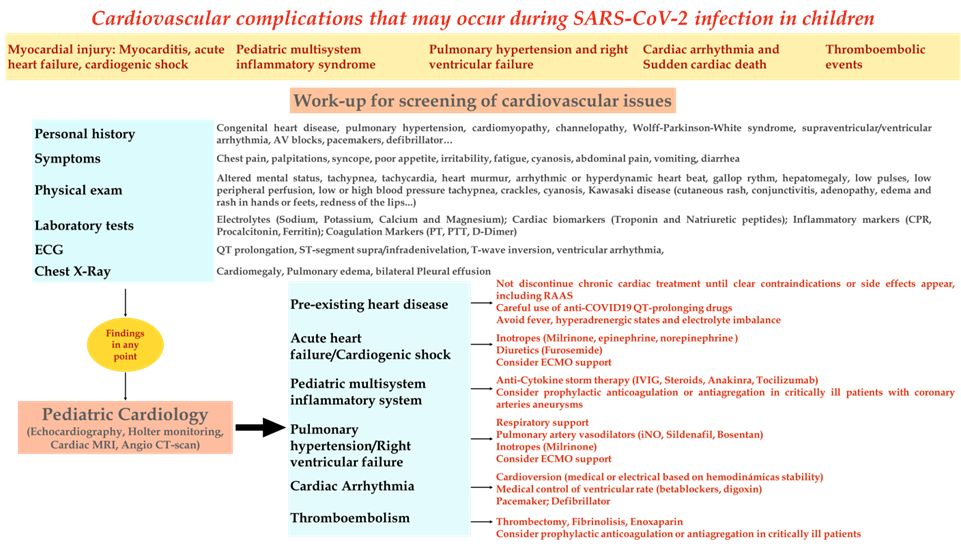 Cardiovascular complications that may occur during SARS-CoV-2 infection in children
Myocardial injury: Myocarditis, acute
heart failure, cardiogenic shock
Pediatric multisystem
inflammatory syndrome
Pulmonary hypertension and right
ventricular failure
Cardiac arrhythmia and
Sudden cardiac death
Thromboembolic
events
Work-up for screening of cardiovascular issues
Personal history
Congenital heart disease, pulmonary hypertension, cardiomyopathy, channelopathy, Wolff-Parkinson-White syndrome, supraventricular/ventricular
arrhythmia, AV blocks, pacemakers, defibrillator…
Symptoms
Chest pain, palpitations, syncope, poor appetite, irritability, fatigue, cyanosis, abdominal pain, vomiting, diarrhea
Physical exam
Altered mental status, tachypnea, tachycardia, heart murmur, arrhythmic or hyperdynamic heart beat, gallop rythm, hepatomegaly, low pulses, low
peripheral perfusion, low or high blood pressure tachypnea, crackles, cyanosis, Kawasaki disease (cutaneous rash, conjunctivitis, adenopathy, edema and
rash in hands or feets, redness of the lips...)
Laboratory tests
Electrolytes (Sodium, Potassium, Calcium and Magnesium); Cardiac biomarkers (Troponin and Natriuretic peptides); Inflammatory markers (CPR,
Procalcitonin, Ferritin); Coagulation Markers (PT, PTT, D-Dimer)
ECG
QT prolongation, ST-segment supra/infradenivelation, T-wave inversion, ventricular arrhythmia,
Chest X-Ray
Cardiomegaly, Pulmonary edema, bilateral Pleural effusion
Findings
in any
point
Pediatric Cardiology
(Echocardiography, Holter monitoring,
Cardiac MRI, Angio CT-scan)
Pre-existing heart disease
Not discontinue chronic cardiac treatment until clear contraindications or side effects appear,
including RAAS
Careful use of anti-COVID19 QT-prolonging drugs
Avoid fever, hyperadrenergic states and electrolyte imbalance
Acute heart
failure/Cardiogenic shock
Inotropes (Milrinone, epinephrine, norepinephrine)
Diuretics (Furosemide)
Consider ECMO support
Pediatric multisystem
inflammatory system
Anti-Cytokine storm therapy (IVIG, Steroids, Anakinra, Tocilizumab)
Consider prophylactic anticoagulation or antiagregation in critically ill patients with coronary
arteries aneurysms
Pulmonary
hypertension/Right
ventricular failure
Respiratory support
Pulmonary artery vasodilators (iNO, Sildenafil, Bosentan)
Inotropes (Milrinone)
Consider ECMO support
Cardiac Arrhythmia
Cardioversion (medical or electrical based on hemodinámicas stability)
Medical control of ventricular rate (betablockers, digoxin)
Pacemaker; Defibrillator
Thromboembolism
Thrombectomy, Fibrinolisis, Enoxaparin
Consider prophylactic anticoagulation or antiagregation in critically ill patients